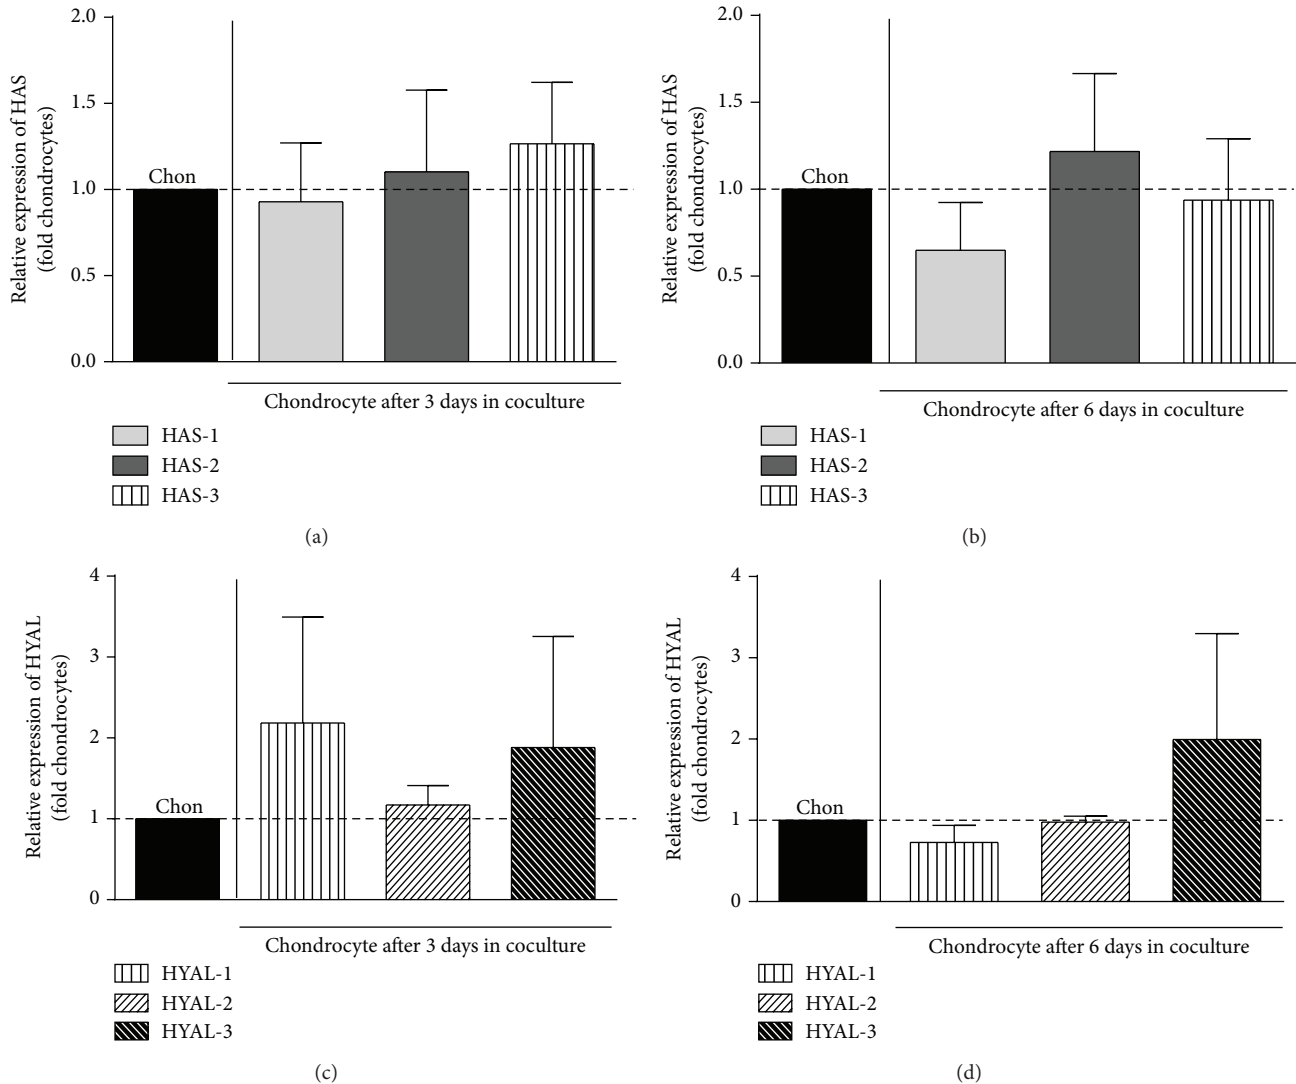 Relative expression of HAS
(fold chondrocytes)
2.0
1.5
1.0
0.5
0.0
Chon
Chondrocyte after 3 days in coculture
HAS-1
HAS-2
HAS-3
(a)
Relative expression of HAS
(fold chondrocytes)
2.0
1.5
1.0
0.5
0.0
Chon
Chondrocyte after 6 days in coculture
HAS-1
HAS-2
HAS-3
(b)
Relative expression of HYAL
(fold chondrocytes)
4
3
2
1
0
Chon
Chondrocyte after 3 days in coculture
HYAL-1
HYAL-2
HYAL-3
(c)
Relative expression of HYAL
(fold chondrocytes)
4
3
2
1
0
Chon
Chondrocyte after 6 days in coculture
HYAL-1
HYAL-2
HYAL-3
(d)